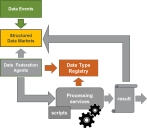 Data Events
Structured
Data Markets
Data Federation
Agents
Data Type
Registry
Processing
services
scripts
result